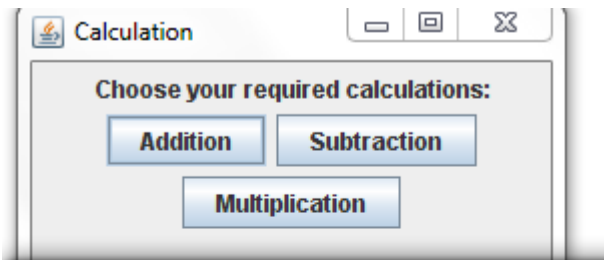 Calculation
Choose your required calculations:
Addition Subtraction
Multiplication